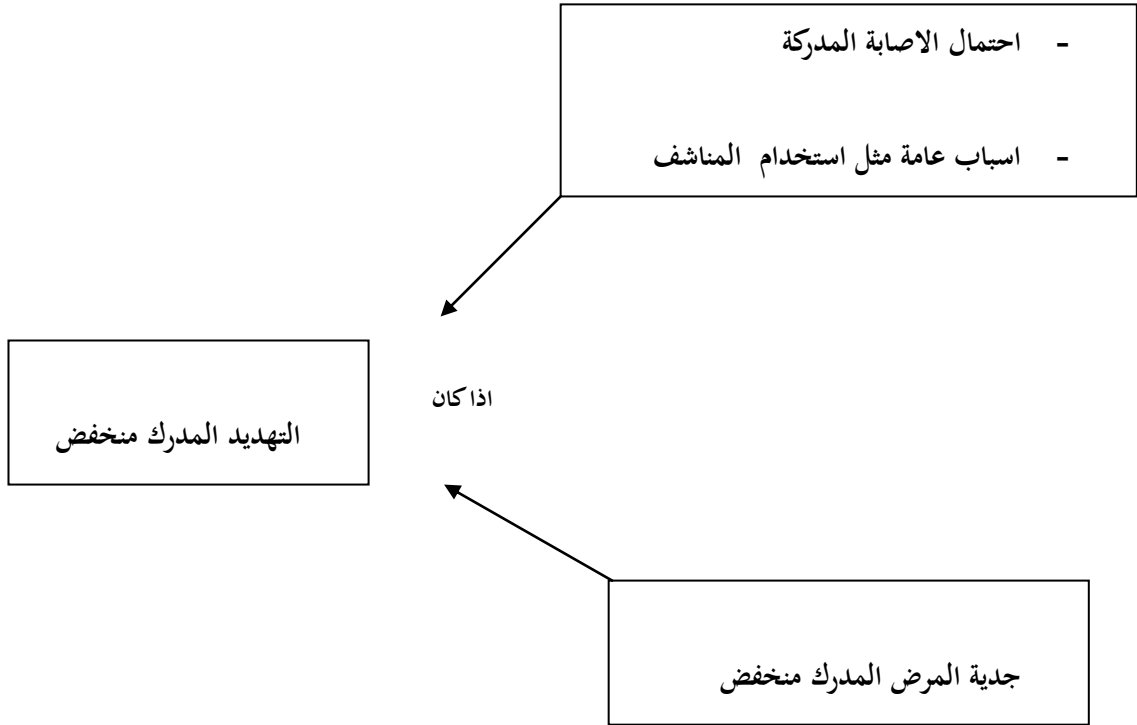 - احتمال الاصابة المدركة
- اسباب عامة مثل استخدام المناشف
اذا كان
التهديد المدرك منخفض
جدية المرض المدرك منخفض